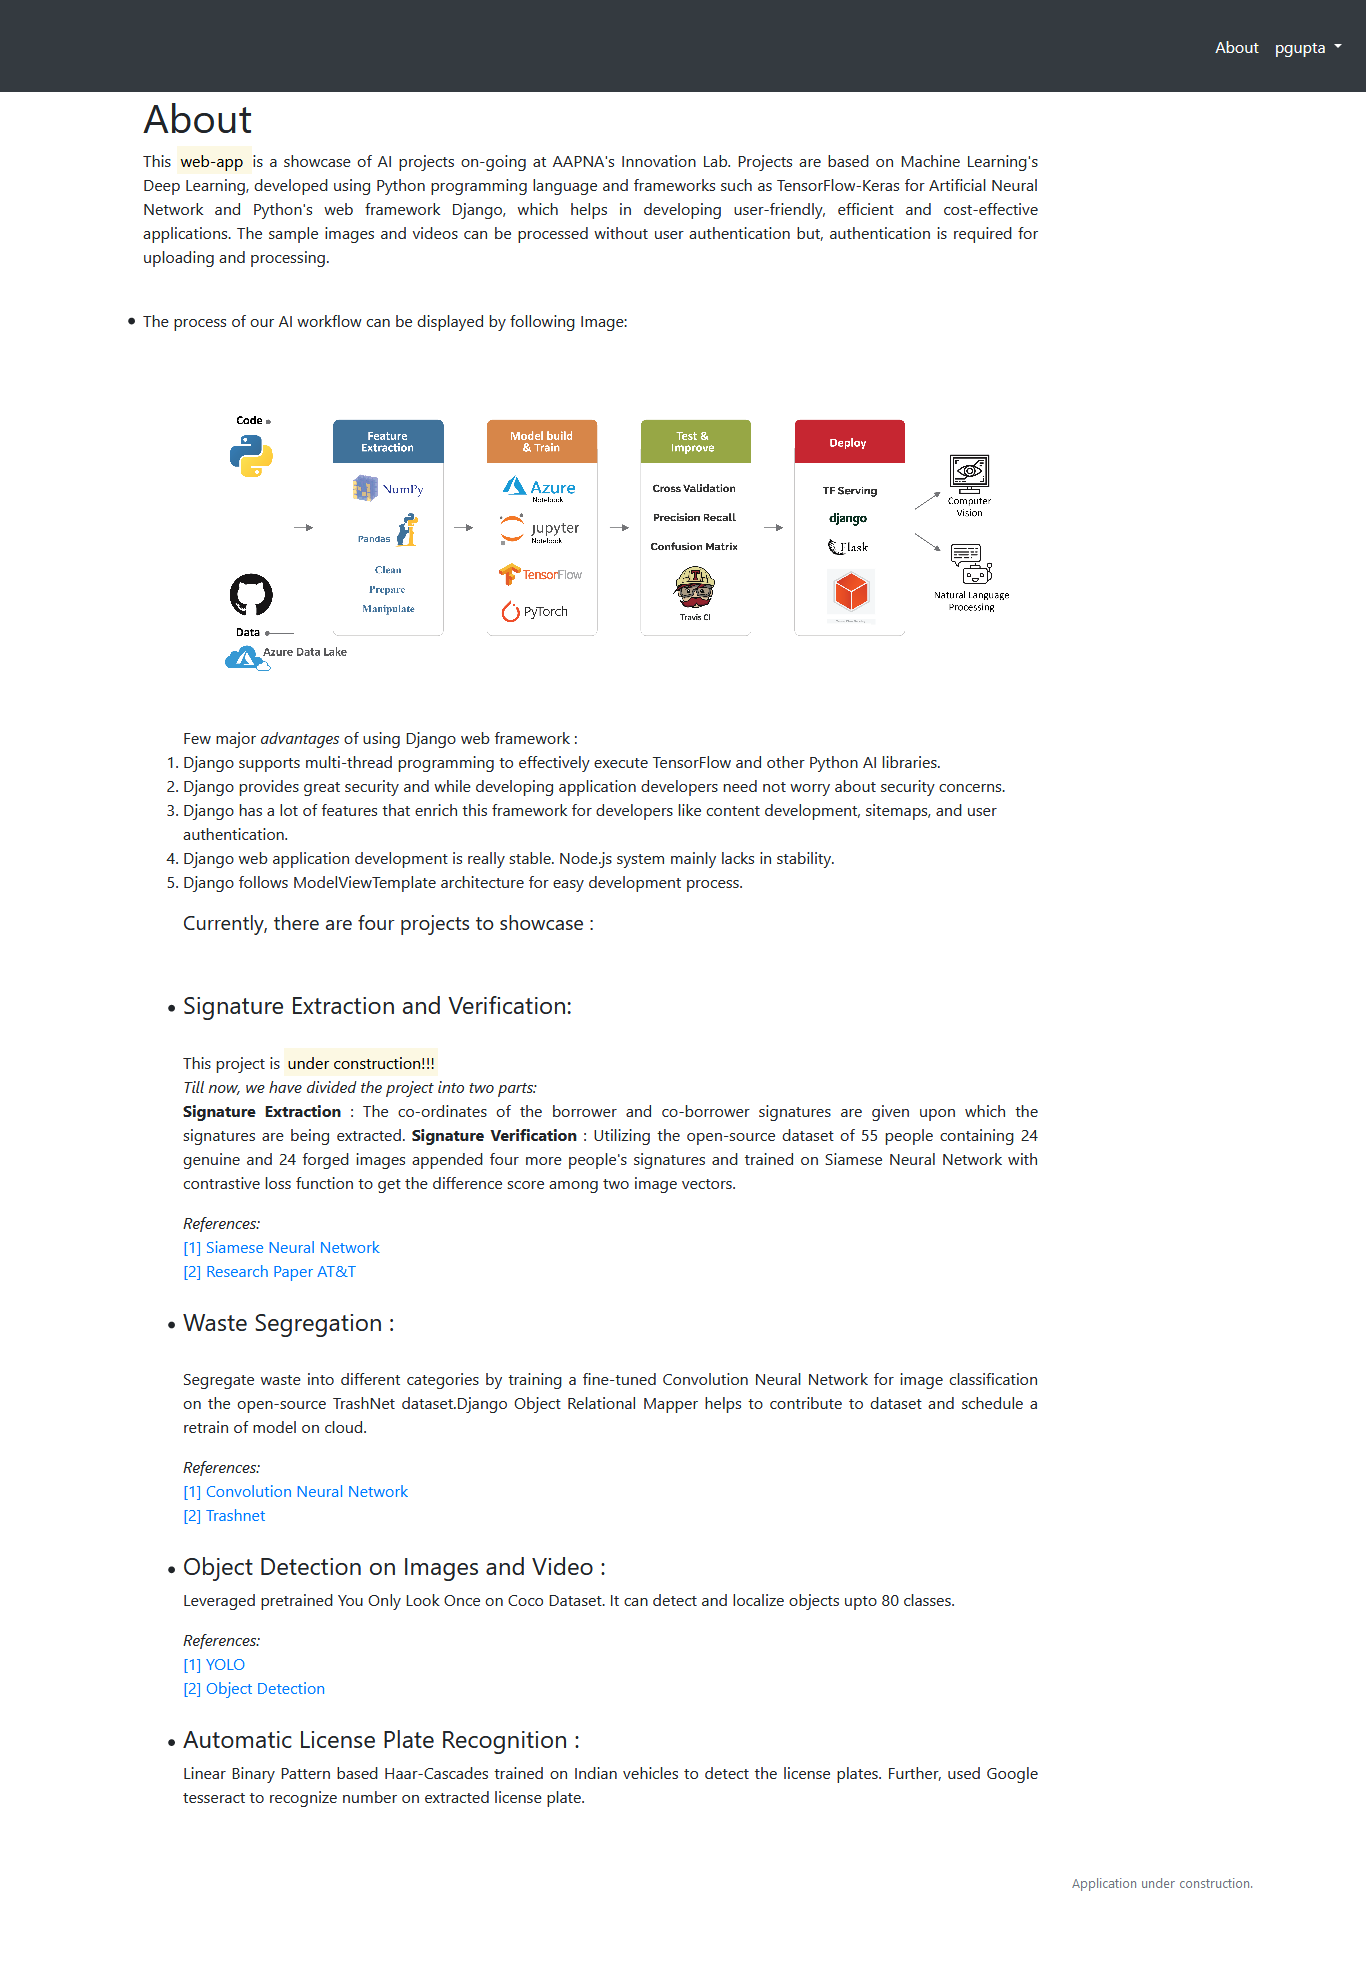 About pgupta
About
This web-app is a showcase of AI projects on-going at AAPNA's Innovation Lab. Projects are based on Machine Learning's
Deep Learning, developed using Python programming language and frameworks such as TensorFlow-Keras for Artificial Neural
Network and Python's web framework Django, which helps in developing user-friendly, efficient and cost-effective
applications. The sample images and videos can be processed without user authentication but, authentication is required for
uploading and processing.
• The process of our AI workflow can be displayed by following Image:
Code
Data
Azure Data Lake
Feature
Extraction
NumPy
Pandas
Clean
Prepare
Manipulate
Model build
& Train
Azure
Notebook
Jupyter
Notebook
TensorFlow
PyTorch
Test &
Improve
Cross Validation
Precision Recall
Confusion Matrix
T
Travis CI
Deploy
TF Serving
django
Flask
Computer
Vision
Natural Language
Processing
Few major advantages of using Django web framework :
1. Django supports multi-thread programming to effectively execute TensorFlow and other Python AI libraries.
2. Django provides great security and while developing application developers need not worry about security concerns.
3. Django has a lot of features that enrich this framework for developers like content development, sitemaps, and user
authentication.
4. Django web application development is really stable. Node.js system mainly lacks in stability.
5. Django follows ModelViewTemplate architecture for easy development process.
Currently, there are four projects to showcase :
• Signature Extraction and Verification:
This project is under construction!!!
Till now, we have divided the project into two parts:
Signature Extraction : The co-ordinates of the borrower and co-borrower signatures are given upon which the
signatures are being extracted. Signature Verification : Utilizing the open-source dataset of 55 people containing 24
genuine and 24 forged images appended four more people's signatures and trained on Siamese Neural Network with
contrastive loss function to get the difference score among two image vectors.
References:
[1] Siamese Neural Network
[2] Research Paper AT&T
• Waste Segregation :
Segregate waste into different categories by training a fine-tuned Convolution Neural Network for image classification
on the open-source TrashNet dataset.Django Object Relational Mapper helps to contribute to dataset and schedule a
retrain of model on cloud.
References:
[1] Convolution Neural Network
[2] Trashnet
• Object Detection on Images and Video :
Leveraged pretrained You Only Look Once on Coco Dataset. It can detect and localize objects upto 80 classes.
References:
[1] YOLO
[2] Object Detection
• Automatic License Plate Recognition :
Linear Binary Pattern based Haar-Cascades trained on Indian vehicles to detect the license plates. Further, used Google
tesseract to recognize number on extracted license plate.
Application under construction.